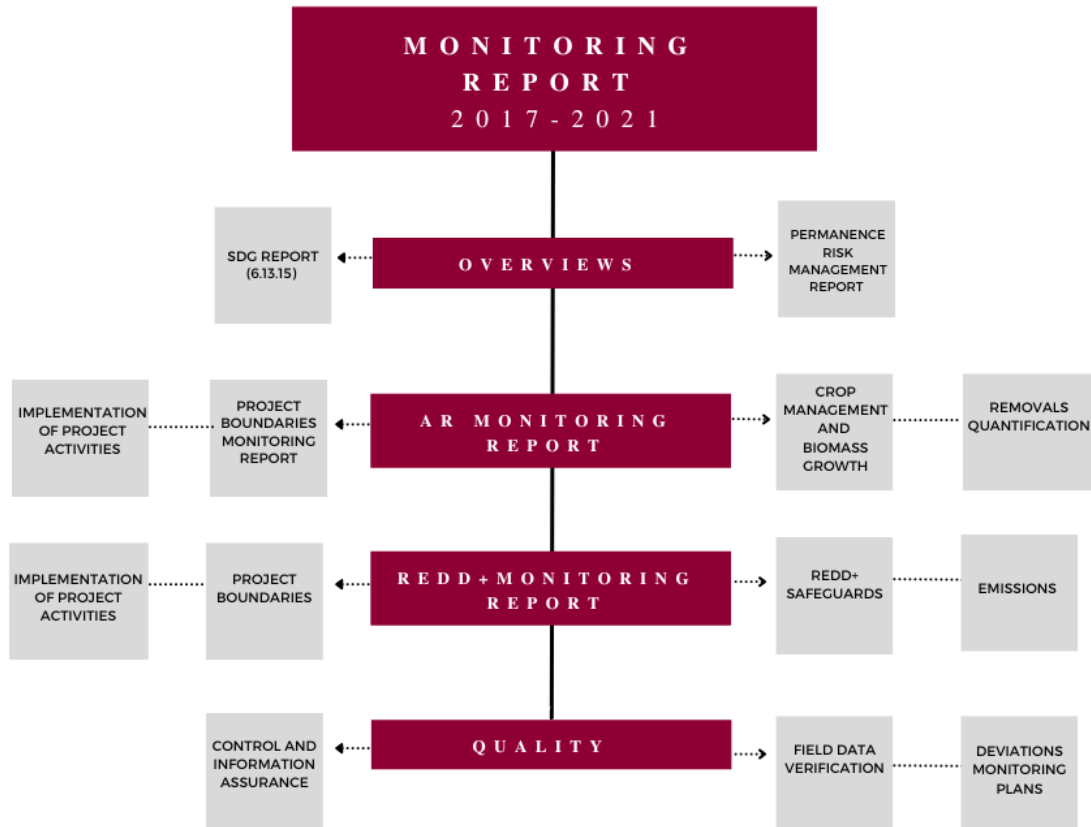 MONITORING
REPORT
2017-2021
SDG REPORT
(6.13.15)
OVERVIEWS
PERMANENCE
RISK
MANAGEMENT
REPORT
IMPLEMENTATION
OF PROJECT
ACTIVITIES
PROJECT
BOUNDARIES
MONITORING
REPORT
AR MONITORING
REPORT
CROP
MANAGEMENT
AND
BIOMASS
GROWTH
REMOVALS
QUANTIFICATION
IMPLEMENTATION
OF PROJECT
ACTIVITIES
PROJECT
BOUNDARIES
REDD+MONITORING
REPORT
REDD+
SAFEGUARDS
EMISSIONS
CONTROL AND
INFORMATION
ASSURANCE
QUALITY
FIELD DATA
VERIFICATION
DEVIATIONS
MONITORING
PLANS